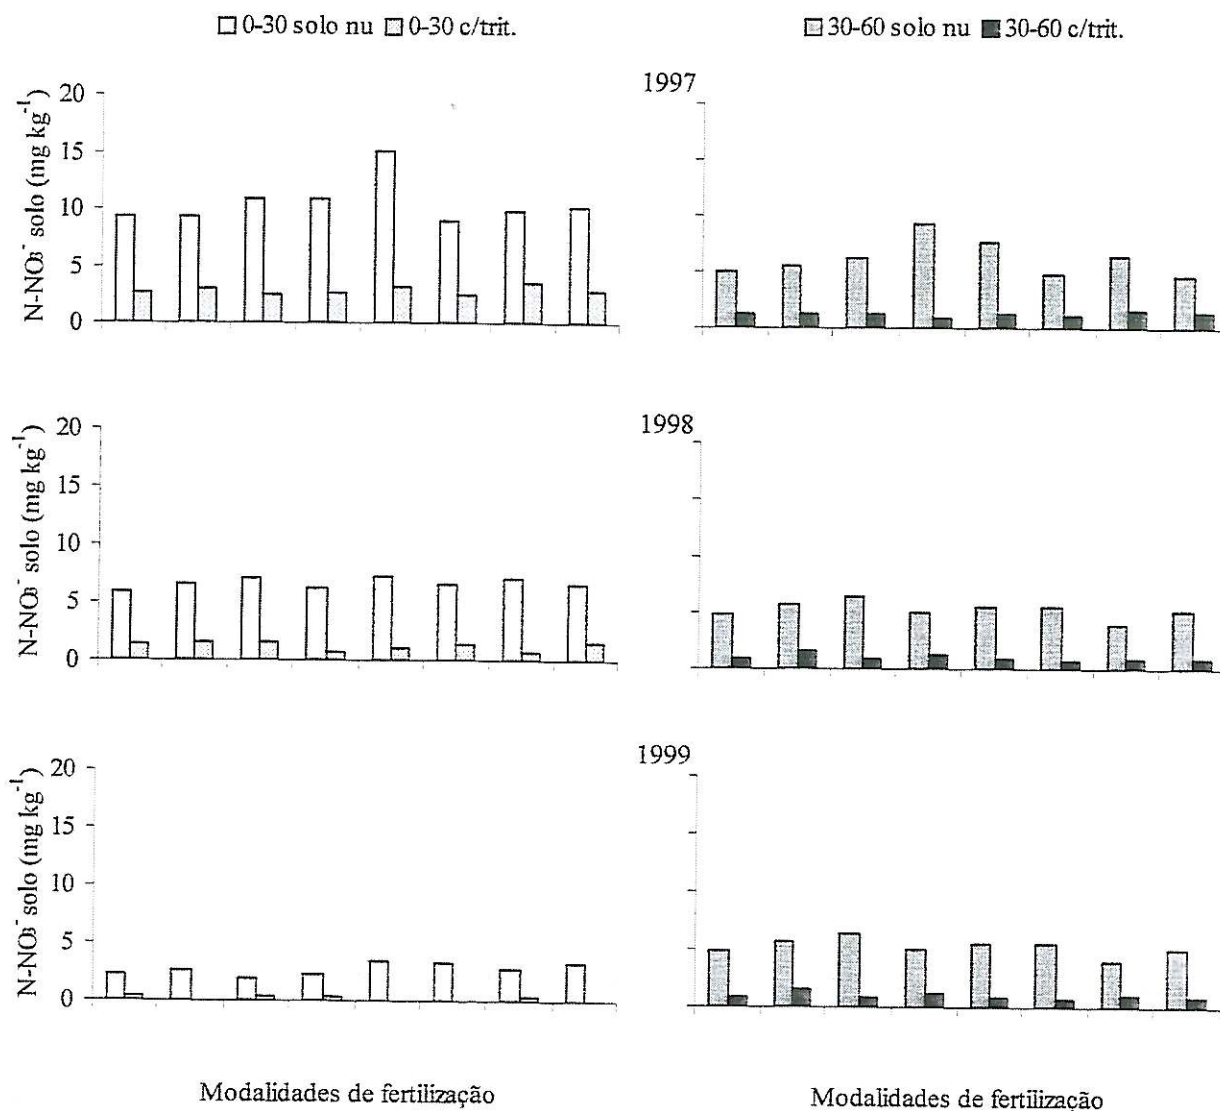 0-30 solo nu 0-30 c/trit.
30-60 solo nu 30-60 c/trit.
1997
N-NO3- solo (mg kg-1)
20
15
10
5
0
1998
N-NO3- solo (mg kg-1)
20
15
10
5
0
1999
N-NO3- solo (mg kg-1)
20
15
10
5
0
Modalidades de fertilização
Modalidades de fertilização